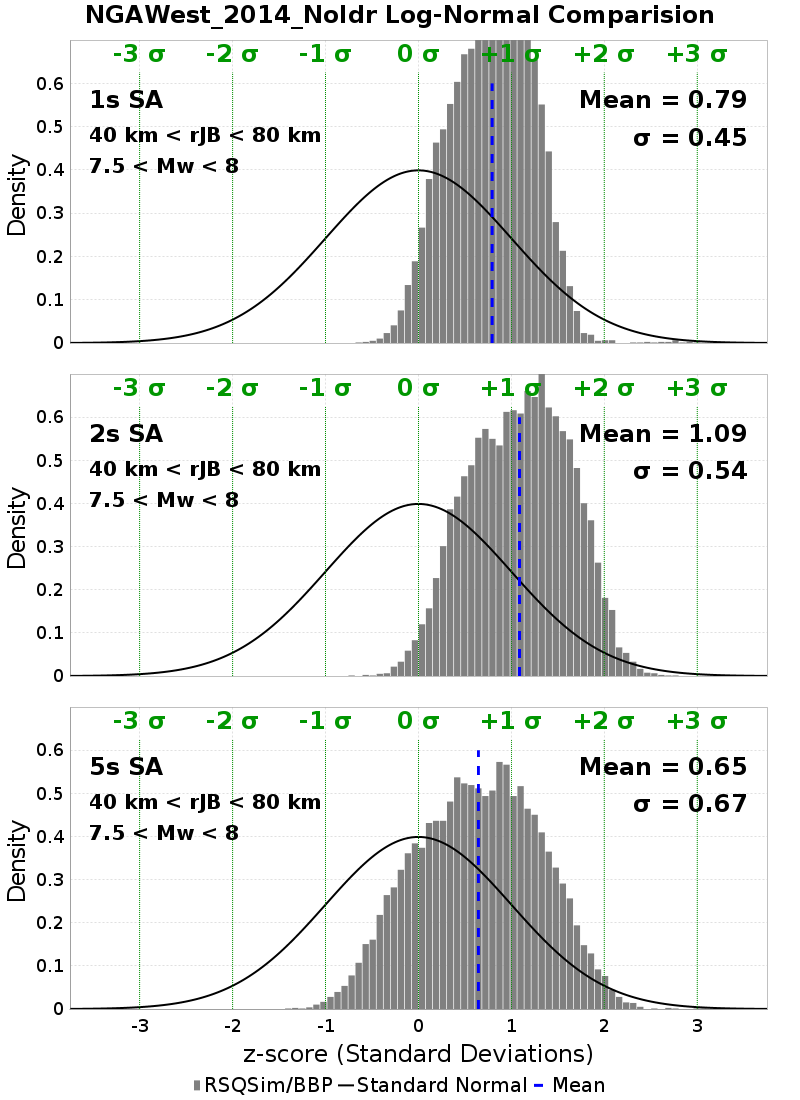 NGAWest_2014_NoIdr Log-Normal Comparision
-3 σ -2 σ -1 σ 0 σ +1 σ +2 σ +3 σ
1s SA Mean = 0.79
40 km < rJB < 80 km σ = 0.45
7.5 < Mw < 8
Density
0.6
0.5
0.4
0.3
0.2
0.1
0
-3 σ -2 σ -1 σ 0 σ +1 σ +2 σ +3 σ
2s SA Mean = 1.09
40 km < rJB < 80 km σ = 0.54
7.5 < Mw < 8
Density
0.6
0.5
0.4
0.3
0.2
0.1
0
-3 σ -2 σ -1 σ 0 σ +1 σ +2 σ +3 σ
5s SA Mean = 0.65
40 km < rJB < 80 km σ = 0.67
7.5 < Mw < 8
Density
0.6
0.5
0.4
0.3
0.2
0.1
0
-3 -2 -1 0 1 2 3
z-score (Standard Deviations)
RSQSim/BBP Standard Normal Mean